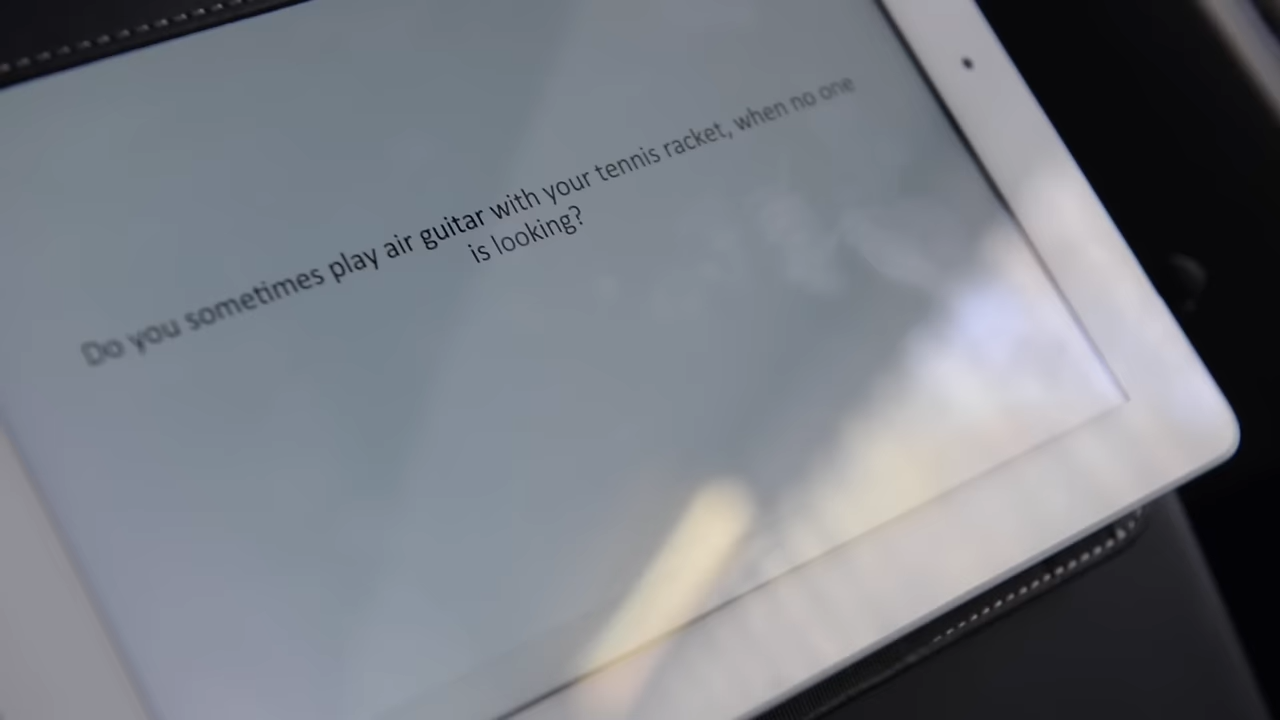 Do you sometimes play air guitar with your tennis racket, when no one
is looking?